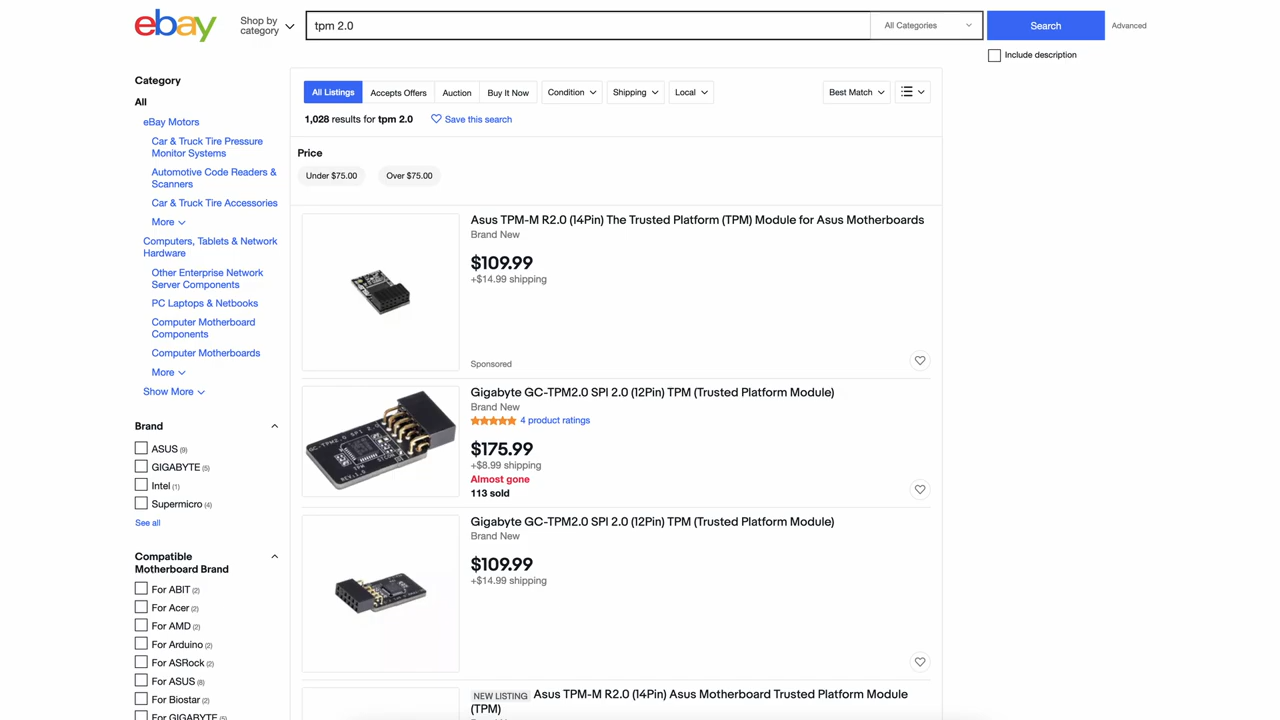 ebay
Shop by
category
tpm 2.0
All Categories
Search
Advanced
Include description
Category
All
eBay Motors
Car & Truck Tire Pressure
Monitor Systems
Automotive Code Readers &
Scanners
Car & Truck Tire Accessories
More
Computers, Tablets & Network
Hardware
Other Enterprise Network
Server Components
PC Laptops & Netbooks
Computer Motherboard
Components
Computer Motherboards
More
Show More
Brand
ASUS (9)
GIGABYTE (5)
Intel (1)
Supermicro (4)
See all
Compatible
Motherboard Brand
For ABIT (2)
For Acer (2)
For AMD (2)
For Arduino (2)
For ASRock (2)
For ASUS (8)
For Biostar (2)
For GIGABYTE (5)
All Listings
Accepts Offers
Auction
Buy It Now
Condition
Shipping
Local
Best Match
1,028 results for tpm 2.0
Save this search
Price
Under $75.00
Over $75.00
Asus TPM-M R2.0 (14Pin) The Trusted Platform (TPM) Module for Asus Motherboards
Brand New
$109.99
+$14.99 shipping
Sponsored
GC-TPM2.0 SPI 2.0
Gigabyte GC-TPM2.0 SPI 2.0 (12Pin) TPM (Trusted Platform Module)
Brand New
4 product ratings
$175.99
+$8.99 shipping
Almost gone
113 sold
Gigabyte GC-TPM2.0 SPI 2.0 (12Pin) TPM (Trusted Platform Module)
Brand New
$109.99
+$14.99 shipping
NEW LISTING Asus TPM-M R2.0 (14Pin) Asus Motherboard Trusted Platform Module
(TPM)